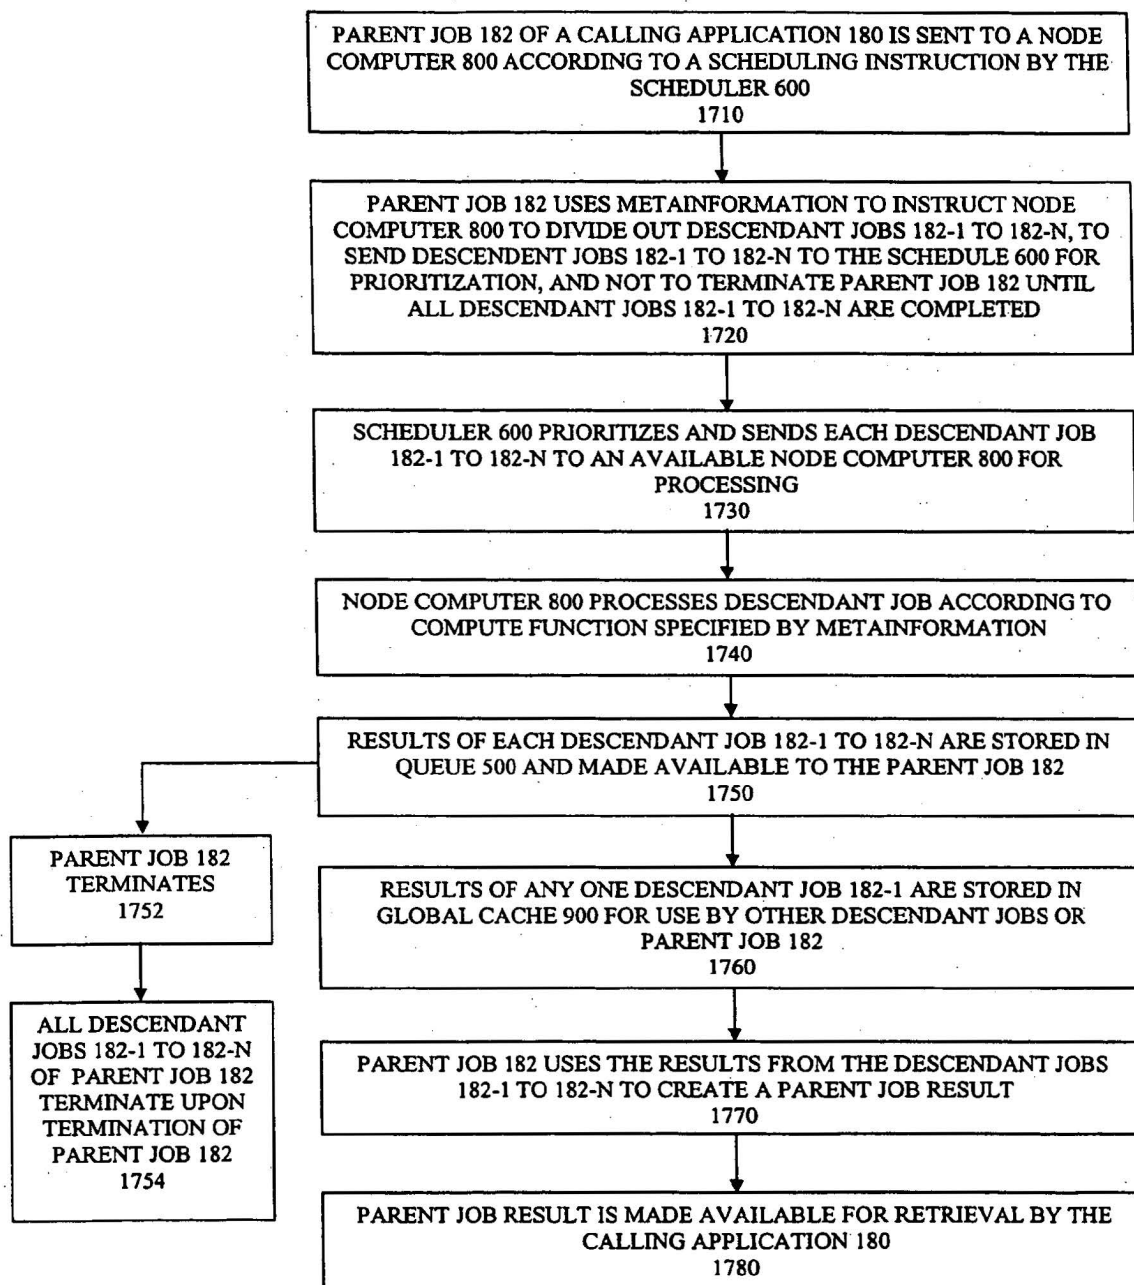 PARENT JOB 182 OF A CALLING APPLICATION 180 IS SENT TO A NODE
COMPUTER 800 ACCORDING TO A SCHEDULING INSTRUCTION BY THE
SCHEDULER 600
1710
PARENT JOB 182 USES METAINFORMATION TO INSTRUCT NODE
COMPUTER 800 TO DIVIDE OUT DESCENDANT JOBS 182-1 TO 182-N, TO
SEND DESCENDENT JOBS 182-1 TO 182-N TO THE SCHEDULE 600 FOR
PRIORITIZATION, AND NOT TO TERMINATE PARENT JOB 182 UNTIL
ALL DESCENDANT JOBS 182-1 TO 182-N ARE COMPLETED
1720
SCHEDULER 600 PRIORITIZES AND SENDS EACH DESCENDANT JOB
182-1 TO 182-N TO AN AVAILABLE NODE COMPUTER 800 FOR
PROCESSING
1730
NODE COMPUTER 800 PROCESSES DESCENDANT JOB ACCORDING TO
COMPUTE FUNCTION SPECIFIED BY METAINFORMATION
1740
RESULTS OF EACH DESCENDANT JOB 182-1 TO 182-N ARE STORED IN
QUEUE 500 AND MADE AVAILABLE TO THE PARENT JOB 182
1750
PARENT JOB 182
TERMINATES
1752
ALL DESCENDANT
JOBS 182-1 TO 182-N
OF PARENT JOB 182
TERMINATE UPON
TERMINATION OF
PARENT JOB 182
1754
RESULTS OF ANY ONE DESCENDANT JOB 182-1 ARE STORED IN
GLOBAL CACHE 900 FOR USE BY OTHER DESCENDANT JOBS OR
PARENT JOB 182
1760
PARENT JOB 182 USES THE RESULTS FROM THE DESCENDANT JOBS
182-1 TO 182-N TO CREATE A PARENT JOB RESULT
1770
PARENT JOB RESULT IS MADE AVAILABLE FOR RETRIEVAL BY THE
CALLING APPLICATION 180
1780